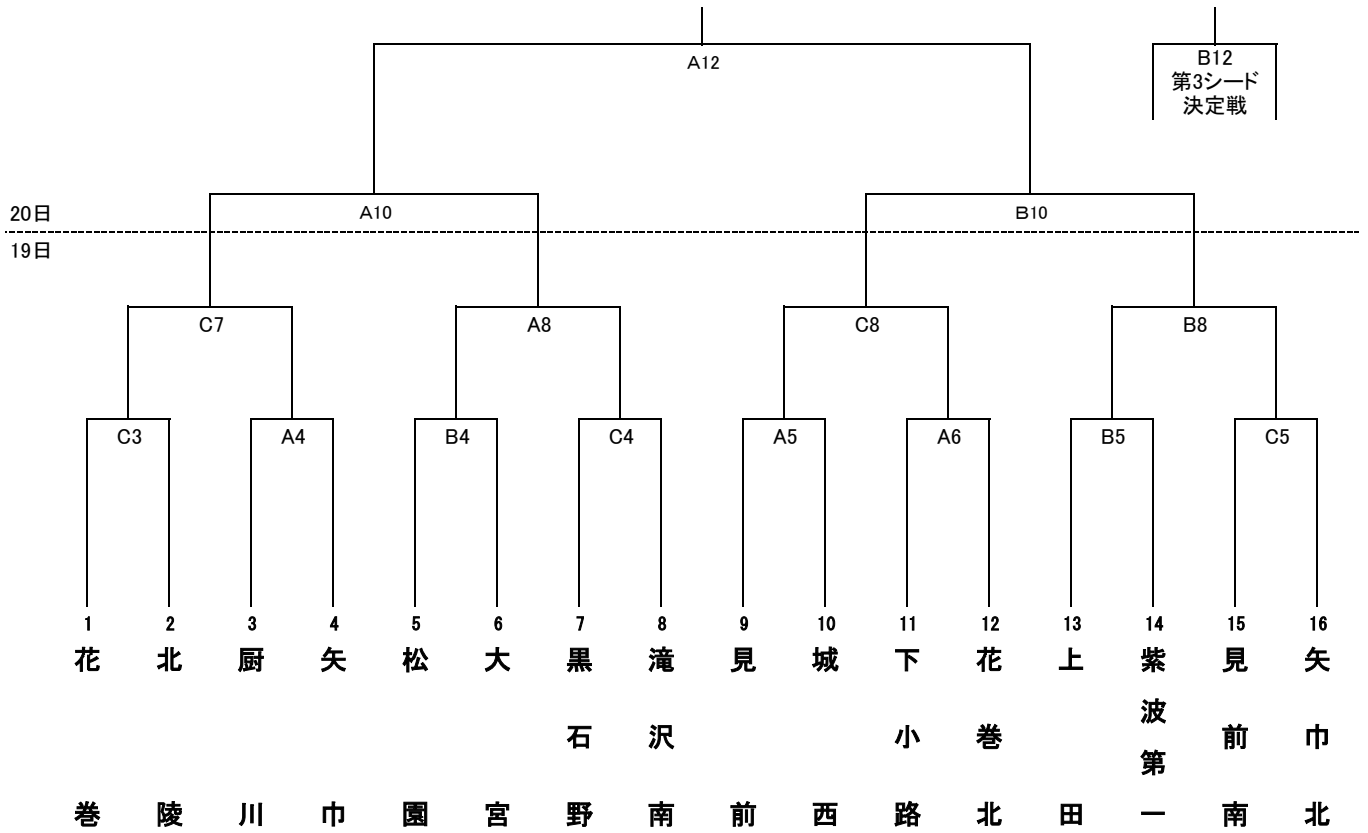 A12
B12
第3シード
決定戦
20日
A10
B10
19日
C7
A8
C8
B8
C3
A4
B4
C4
A5
A6
B5
C5
1
2
3
4
5
6
7
8
9
10
11
12
13
14
15
16
花巻
北陵
厨川
矢巾
松園
大宮
黒石野
滝沢南
見前
城西
下小路
花巻北
上田
紫波第一
見前南
矢巾北